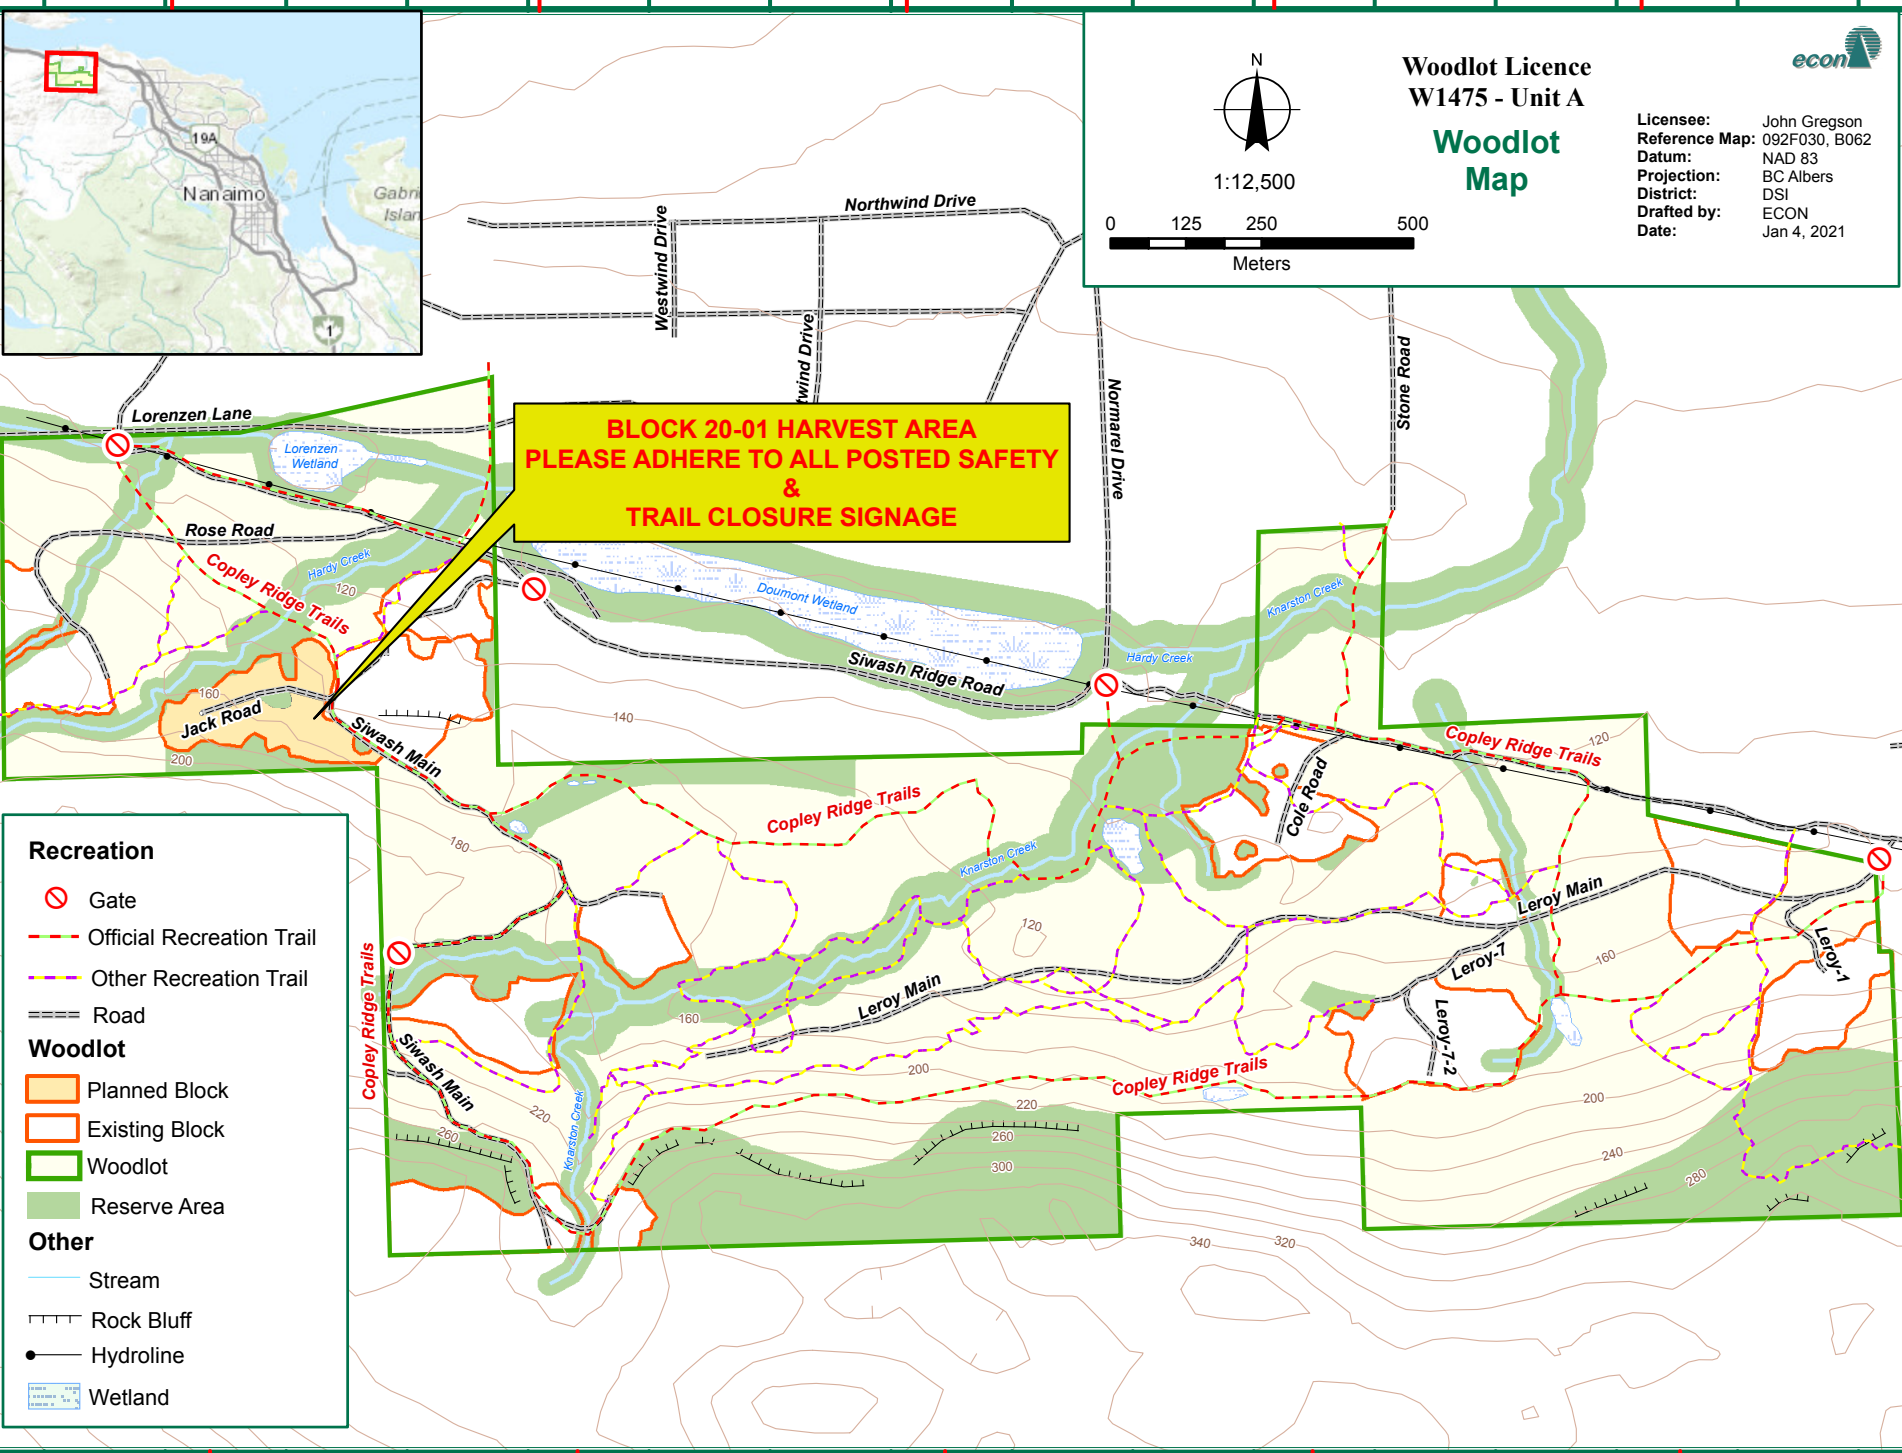 19A
Nanaimo
Gabri
Islan
1
N
1:12,500
0 125 250 500
Meters
Woodlot Licence
W1475 - Unit A
Woodlot
Map
econ
Licensee: John Gregson
Reference Map: 092F030, B062
Datum: NAD 83
Projection: BC Albers
District: DSI
Drafted by: ECON
Date: Jan 4, 2021
Northwind Drive
Westwind Drive
twind Drive
Normarel Drive
Stone Road
Lorenzen Lane
Lorenzen
Wetland
BLOCK 20-01 HARVEST AREA
PLEASE ADHERE TO ALL POSTED SAFETY
&
TRAIL CLOSURE SIGNAGE
Rose Road
Copley Ridge Trails
Hardy Creek
120
Doumont Wetland
Knarston Creek
Hardy Creek
Siwash Ridge Road
160
Jack Road
200
Siwash Main
140
Copley Ridge Trails
120
Cole Road
Copley Ridge Trails
180
Knarston Creek
Leroy Main
120
Leroy-7
160
Leroy-1
Copley Ridge Trails
Leroy Main
160
Leroy-7-2
Siwash Main
200
Copley Ridge Trails
220
220
200
260
Knarston Creek
260
300
240
280
340
320
Recreation
Gate
Official Recreation Trail
Other Recreation Trail
Road
Woodlot
Planned Block
Existing Block
Woodlot
Reserve Area
Other
Stream
Rock Bluff
Hydroline
Wetland